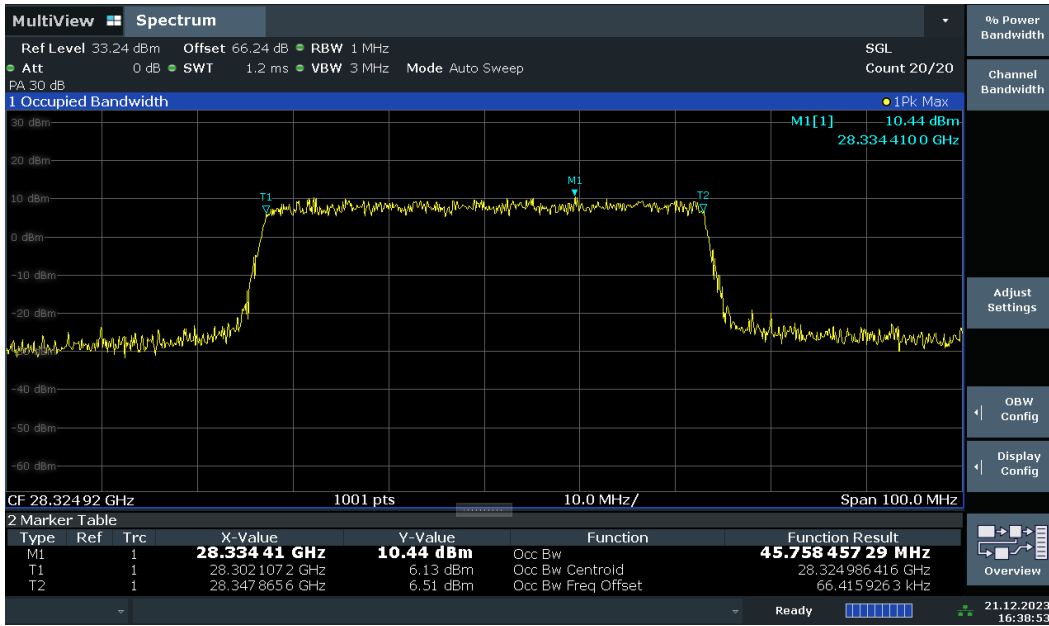 MultiView Spectrum
Ref Level 33.24 dBm Offset 66.24 dB RBW 1 MHz SGL
Att 0 dB SWT 1.2 ms VBW 3 MHz Mode Auto Sweep Count 20/20
PA 30 dB
1 Occupied Bandwidth 1Pk Max
30 dBm M1[1] 10.44 dBm
28.334 410 0 GHz
20 dBm
M1
10 dBm T1 T2
0 dBm
-10 dBm
-20 dBm
-30 dBm
-40 dBm
-50 dBm
-60 dBm
CF 28.324 92 GHz 1001 pts 10.0 MHz/ Span 100.0 MHz
2 Marker Table
Type Ref Trc X-Value Y-Value Function Function Result
M1 1 28.334 41 GHz 10.44 dBm Occ Bw 45.758 457 29 MHz
T1 1 28.302 107 2 GHz 6.13 dBm Occ Bw Centroid 28.324 986 416 GHz
T2 1 28.347 865 6 GHz 6.51 dBm Occ Bw Freq Offset 66.415 926 3 kHz
Ready 21.12.2023
16:38:53
% Power
Bandwidth
Channel
Bandwidth
Adjust
Settings
OBW
Config
Display
Config
Overview